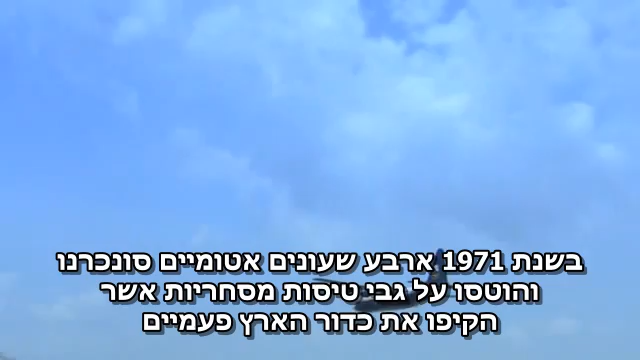 בשנת 1971 ארבע שעונים אטומיים סונכרנו
והוטסו על גבי טיסות מסחריות אשר
הקיפו את כדור הארץ פעמיים